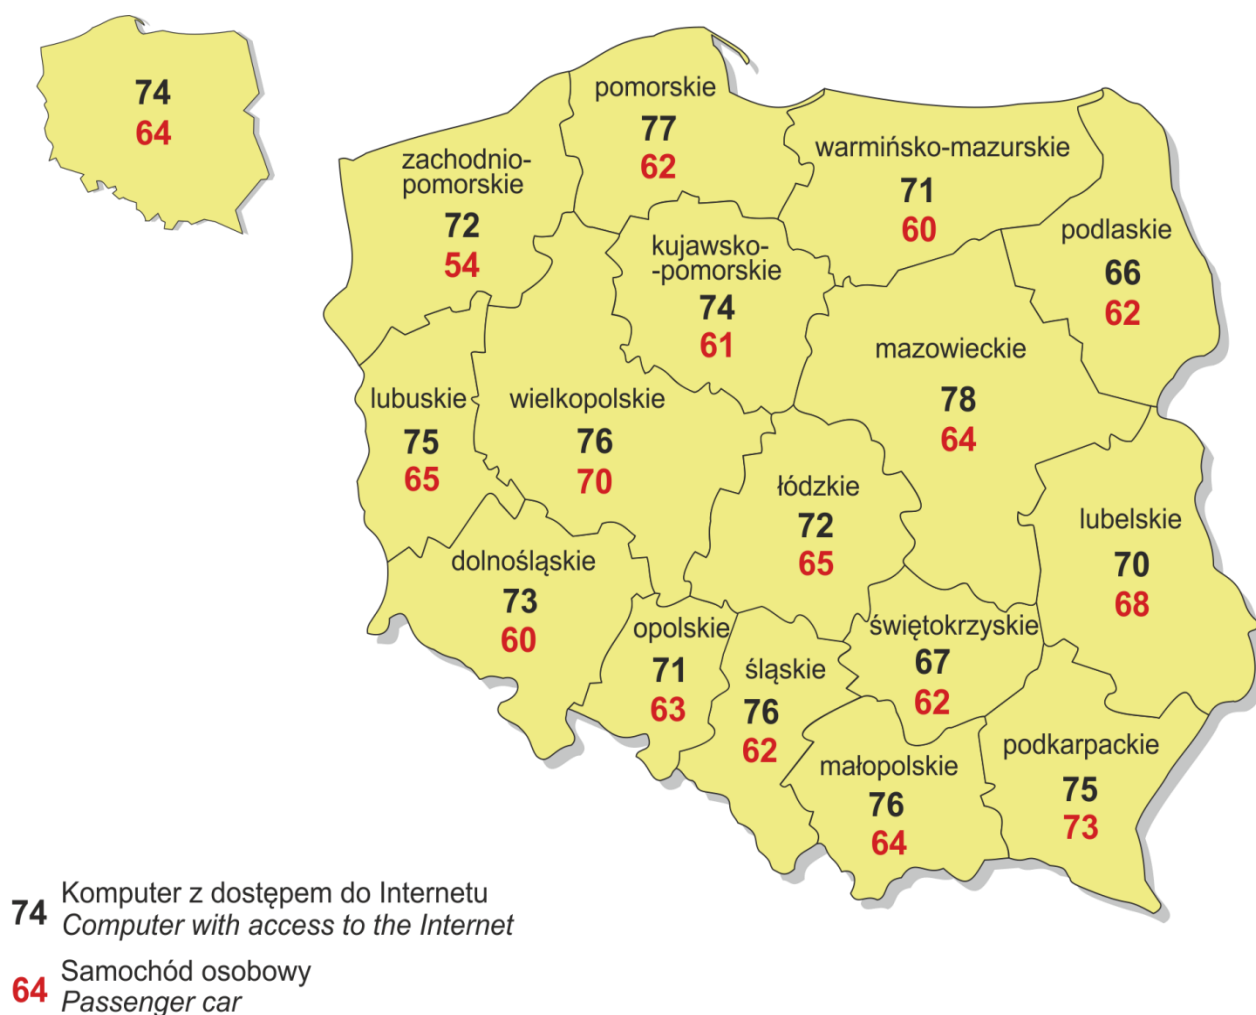 74
64
pomorskie
77
62
warmińsko-mazurskie
71
60
zachodnio-
pomorskie
72
54
kujawsko-
-pomorskie
74
61
podlaskie
66
62
mazowieckie
78
64
lubuskie
75
65
wielkopolskie
76
70
łódzkie
72
65
lubelskie
70
68
dolnośląskie
73
60
opolskie
71
63
śląskie
76
62
świętokrzyskie
67
62
małopolskie
76
64
podkarpackie
75
73
74 Komputer z dostępem do Internetu
Computer with access to the Internet
64 Samochód osobowy
Passenger car